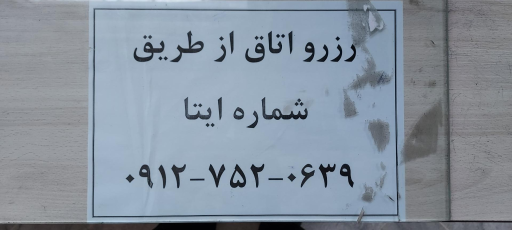 رزرو اتاق از طریق
شماره ایتا
۰۹۱۲-۷۵۲-۰۶۳۹